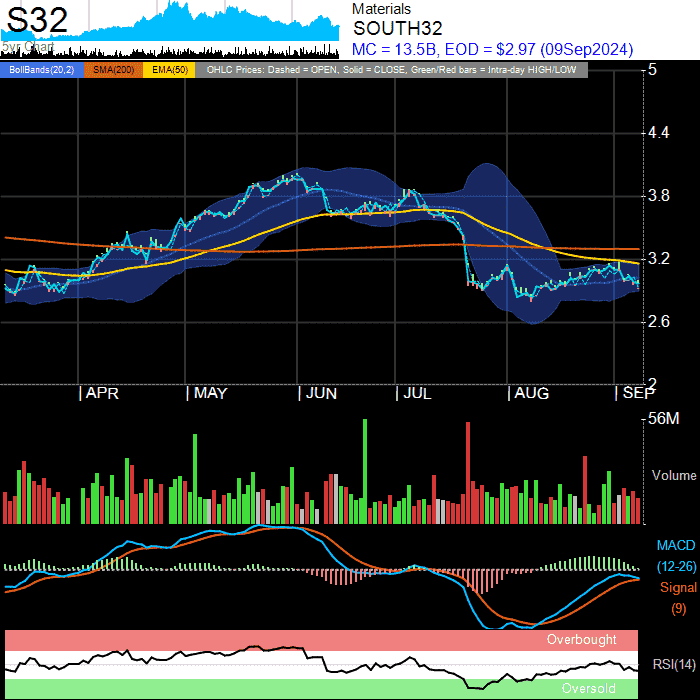 S32
5yr Chart
Materials
SOUTH32
MC = 13.5B, EOD = $2.97 (09Sep2024)
BollBands(20,2) SMA(200) EMA(50) OHLC Prices: Dashed = OPEN, Solid = CLOSE, Green/Red bars = Intra-day HIGH/LOW
5
4.4
3.8
3.2
2.6
2
APR MAY JUN JUL AUG SEP
56M
Volume
MACD
(12-26)
Signal
(9)
Overbought
RSI(14)
Oversold